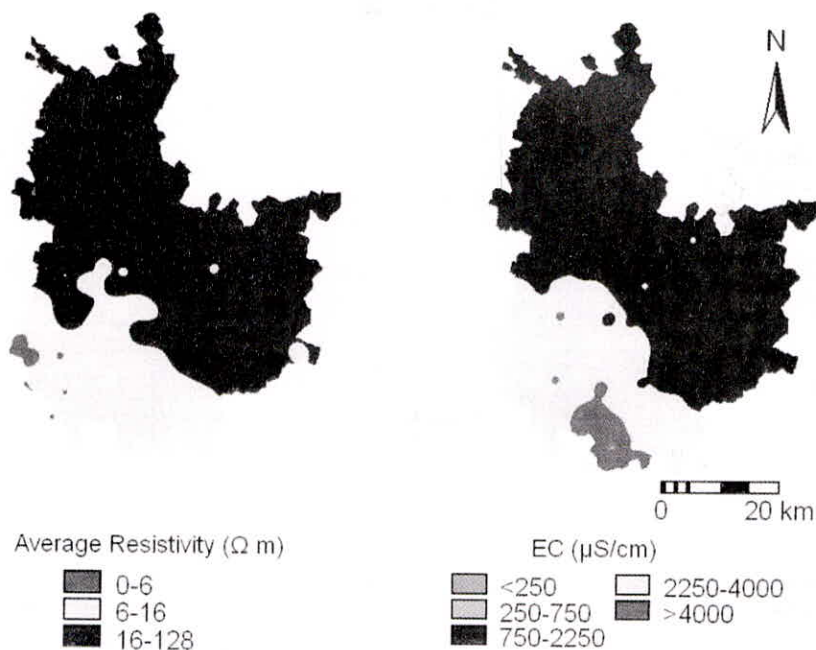 N
0 20 km
Average Resistivity (Ω m)
0-6
6-16
16-128
EC (µS/cm)
<250
250-750
750-2250
2250-4000
>4000